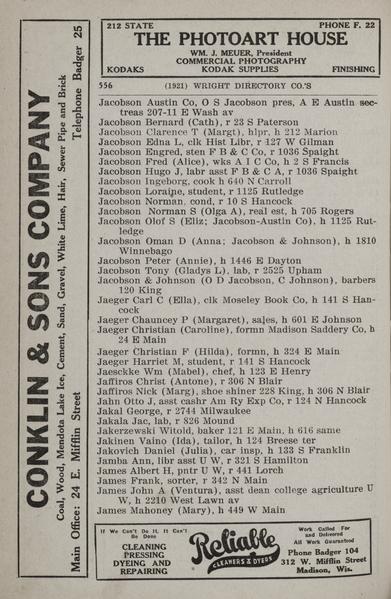 CONKLIN & SONS COMPANY
Coal, Wood, Mendota Lake Ice, Cement, Sand, Gravel, White Lime, Hair, Sewer Pipe and Brick
Main Office: 24 E. Mifflin Street Telephone Badger 25
212 STATE PHONE F. 22
THE PHOTOART HOUSE
WM. J. MEUER, President
COMMERCIAL PHOTOGRAPHY
KODAKS KODAK SUPPLIES FINISHING
556 (1921) WRIGHT DIRECTORY CO.'S
Jacobson Austin Co, O S Jacobson pres, A E Austin sec-
treas 207-11 E Wash av
Jacobson Bernard (Cath), r 23 S Paterson
Jacobson Clarence T (Margt), hlpr, h 212 Marion
Jacobson Edna L, clk Hist Libr, r 127 W Gilman
Jacobson Engred, sten F B & Co, r 1036 Spaight
Jacobson Fred (Alice), wks A I C Co, h 2 S Francis
Jacobson Hugo J, labr asst F B & C A, r 1036 Spaight
Jacobson Ingeborg, cook h 640 N Carroll
Jacobson Loraine, student, r 1125 Rutledge
Jacobson Norman, cond, r 10 S Hancock
Jacobson Norman S (Olga A), real est, h 705 Rogers
Jacobson Olof S (Eliz; Jacobson-Austin Co), h 1125 Rut-
ledge
Jacobson Oman D (Anna; Jacobson & Johnson), h 1810
Winnebago
Jacobson Peter (Annie), h 1446 E Dayton
Jacobson Tony (Gladys L), lab, r 2525 Upham
Jacobson & Johnson (O D Jacobson, C Johnson), barbers
120 King
Jaeger Carl C (Ella), clk Moseley Book Co, h 141 S Han-
cock
Jaeger Chauncey P (Margaret), sales, h 601 E Johnson
Jaeger Christian (Caroline), formn Madison Saddery Co, h
24 E Main
Jaeger Christian F (Hilda), formn, h 324 E Main
Jaeger Harriet M, student, r 141 S Hancock
Jaesckke Wm (Mabel), chef, h 123 E Henry
Jaffiros Christ (Antone), r 306 N Blair
Jaffiros Nick (Marg), shoe shiner 228 King, h 306 N Blair
Jahn Otto J, asst cashr Am Ry Exp Co, r 124 N Hancock
Jakal George, r 2744 Milwaukee
Jakala Jac, lab, r 826 Mound
Jakerzewski Witold, baker 121 E Main, h 616 same
Jakinen Vaino (Ida), tailor, h 124 Breese ter
Jakovich Daniel (Julia), car insp, h 133 S Franklin
Jamba Ann, libr asst U W, r 321 S Hamilton
James Albert H, pntr U W, r 441 Lorch
James Frank, sorter, r 342 N Main
James John A (Ventura), asst dean college agriculture U
W, h 2210 West Lawn av
James Mahoney (Mary), h 449 W Main
If We Can't Do It, It Can't
Be Done
CLEANING
PRESSING
DYEING AND
REPAIRING
Reliable
CLEANERS & DYERS
Work Called For
and Delivered
All Work Guaranteed
Phone Badger 104
312 W. Mifflin Street
Madison, Wis.